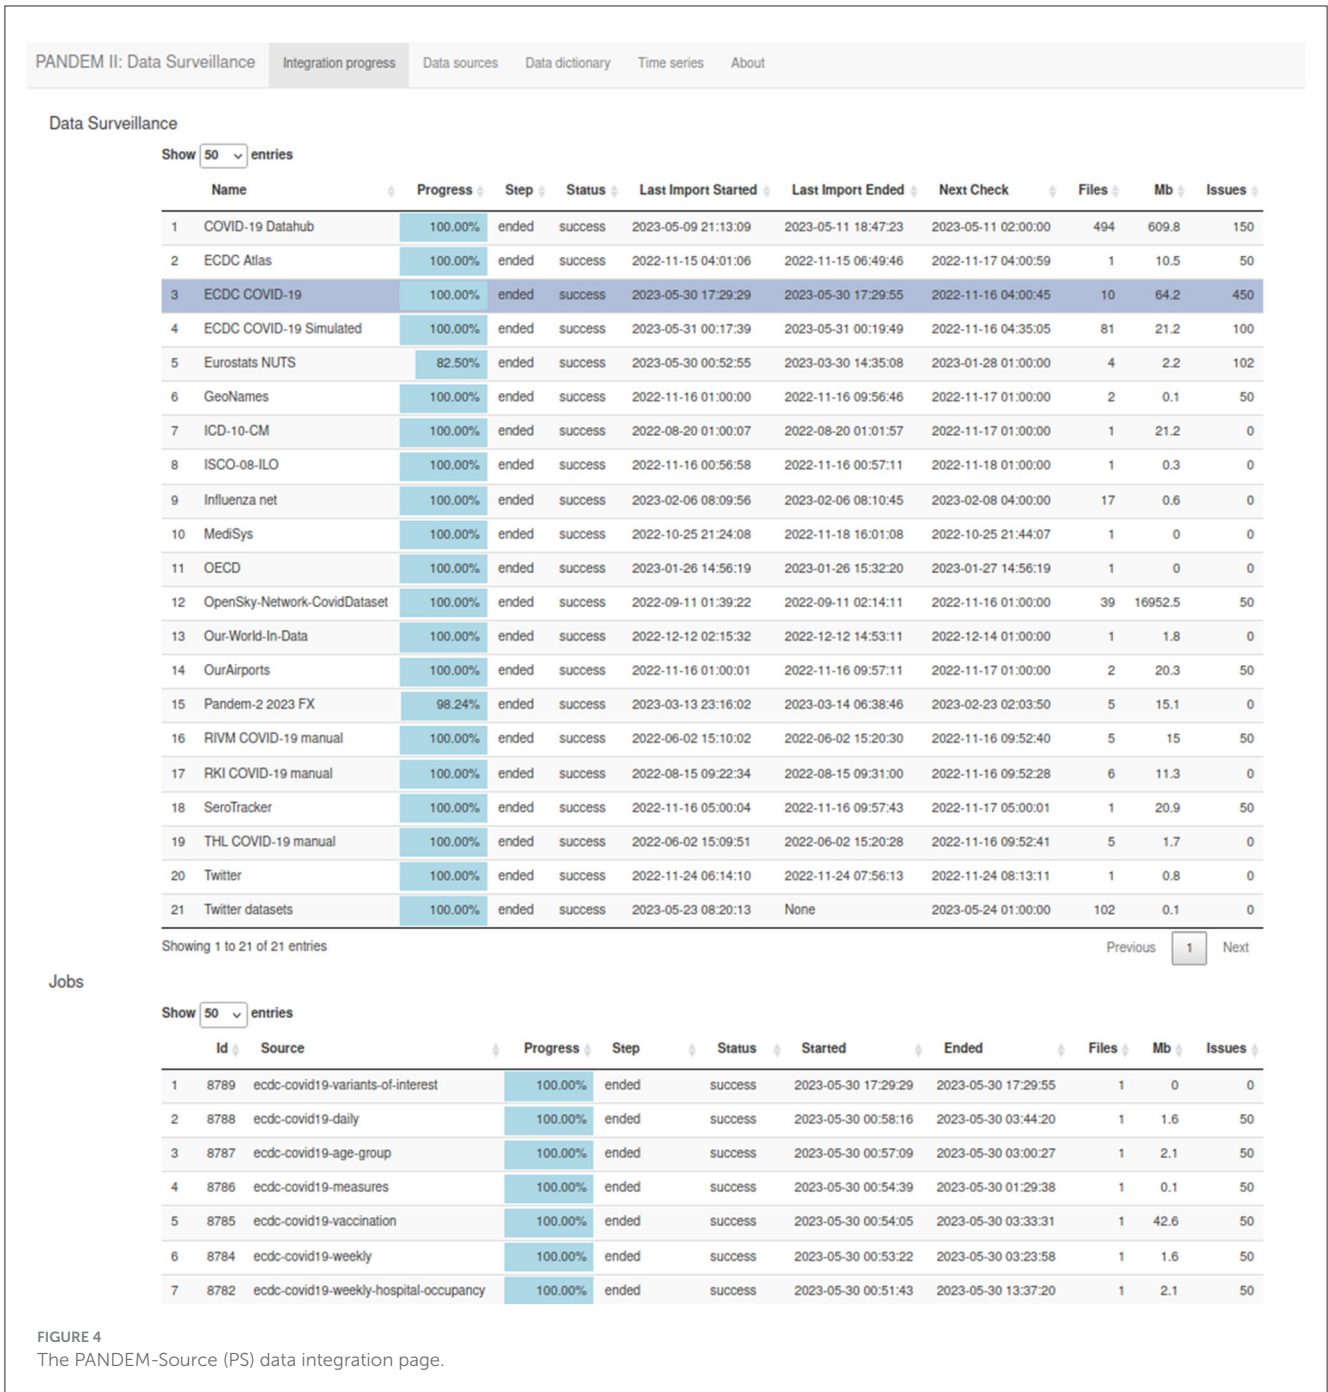 PANDEM II: Data Surveillance Integration progress Data sources Data dictionary Time series About
Data Surveillance
Show 50 entries
Name Progress Step Status Last Import Started Last Import Ended Next Check Files Mb Issues
1 COVID-19 Datahub 100.00% ended success 2023-05-09 21:13:09 2023-05-11 18:47:23 2023-05-11 02:00:00 494 609.8 150
2 ECDC Atlas 100.00% ended success 2022-11-15 04:01:06 2022-11-15 06:49:46 2022-11-17 04:00:59 1 10.5 50
3 ECDC COVID-19 100.00% ended success 2023-05-30 17:29:29 2023-05-30 17:29:55 2022-11-16 04:00:45 10 64.2 450
4 ECDC COVID-19 Simulated 100.00% ended success 2023-05-31 00:17:39 2023-05-31 00:19:49 2022-11-16 04:35:05 81 21.2 100
5 Eurostats NUTS 82.50% ended success 2023-05-30 00:52:55 2023-03-30 14:35:08 2023-01-28 01:00:00 4 2.2 102
6 GeoNames 100.00% ended success 2022-11-16 01:00:00 2022-11-16 09:56:46 2022-11-17 01:00:00 2 0.1 50
7 ICD-10-CM 100.00% ended success 2022-08-20 01:00:07 2022-08-20 01:01:57 2022-11-17 01:00:00 1 21.2 0
8 ISCO-08-ILO 100.00% ended success 2022-11-16 00:56:58 2022-11-16 00:57:11 2022-11-18 01:00:00 1 0.3 0
9 Influenza net 100.00% ended success 2023-02-06 08:09:56 2023-02-06 08:10:45 2023-02-08 04:00:00 17 0.6 0
10 MediSys 100.00% ended success 2022-10-25 21:24:08 2022-11-18 16:01:08 2022-10-25 21:44:07 1 0 0
11 OECD 100.00% ended success 2023-01-26 14:56:19 2023-01-26 15:32:20 2023-01-27 14:56:19 1 0 0
12 OpenSky-Network-CovidDataset 100.00% ended success 2022-09-11 01:39:22 2022-09-11 02:14:11 2022-11-16 01:00:00 39 16952.5 50
13 Our-World-In-Data 100.00% ended success 2022-12-12 02:15:32 2022-12-12 14:53:11 2022-12-14 01:00:00 1 1.8 0
14 OurAirports 100.00% ended success 2022-11-16 01:00:01 2022-11-16 09:57:11 2022-11-17 01:00:00 2 20.3 50
15 Pandem-2 2023 FX 98.24% ended success 2023-03-13 23:16:02 2023-03-14 06:38:46 2023-02-23 02:03:50 5 15.1 0
16 RIVM COVID-19 manual 100.00% ended success 2022-06-02 15:10:02 2022-06-02 15:20:30 2022-11-16 09:52:40 5 15 50
17 RKI COVID-19 manual 100.00% ended success 2022-08-15 09:22:34 2022-08-15 09:31:00 2022-11-16 09:52:28 6 11.3 0
18 SeroTracker 100.00% ended success 2022-11-16 05:00:04 2022-11-16 09:57:43 2022-11-17 05:00:01 1 20.9 50
19 THL COVID-19 manual 100.00% ended success 2022-06-02 15:09:51 2022-06-02 15:20:28 2022-11-16 09:52:41 5 1.7 0
20 Twitter 100.00% ended success 2022-11-24 06:14:10 2022-11-24 07:56:13 2022-11-24 08:13:11 1 0.8 0
21 Twitter datasets 100.00% ended success 2023-05-23 08:20:13 None 2023-05-24 01:00:00 102 0.1 0
Showing 1 to 21 of 21 entries Previous 1 Next
Jobs
Show 50 entries
Id Source Progress Step Status Started Ended Files Mb Issues
1 8789 ecdc-covid19-variants-of-interest 100.00% ended success 2023-05-30 17:29:29 2023-05-30 17:29:55 1 0 0
2 8788 ecdc-covid19-daily 100.00% ended success 2023-05-30 00:58:16 2023-05-30 03:44:20 1 1.6 50
3 8787 ecdc-covid19-age-group 100.00% ended success 2023-05-30 00:57:09 2023-05-30 03:00:27 1 2.1 50
4 8786 ecdc-covid19-measures 100.00% ended success 2023-05-30 00:54:39 2023-05-30 01:29:38 1 0.1 50
5 8785 ecdc-covid19-vaccination 100.00% ended success 2023-05-30 00:54:05 2023-05-30 03:33:31 1 42.6 50
6 8784 ecdc-covid19-weekly 100.00% ended success 2023-05-30 00:53:22 2023-05-30 03:23:58 1 1.6 50
7 8782 ecdc-covid19-weekly-hospital-occupancy 100.00% ended success 2023-05-30 00:51:43 2023-05-30 13:37:20 1 2.1 50
FIGURE 4
The PANDEM-Source (PS) data integration page.